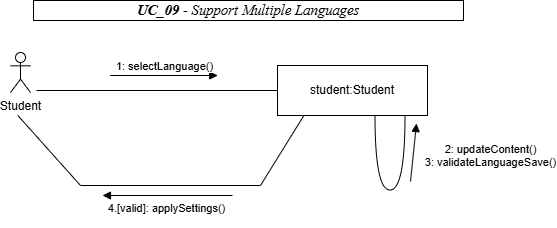 UC_09 - Support Multiple Languages
1: selectLanguage()
Student
student:Student
2: updateContent()
3: validateLanguageSave()
4.[valid]: applySettings()